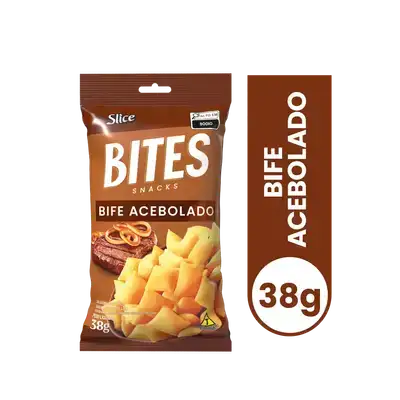 Slice
BITES
SNACKS
BIFE ACEBOLADO
38g
BIFE
ACEBOLADO
38g